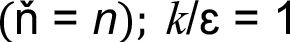 (ň = n); k/ε = 1